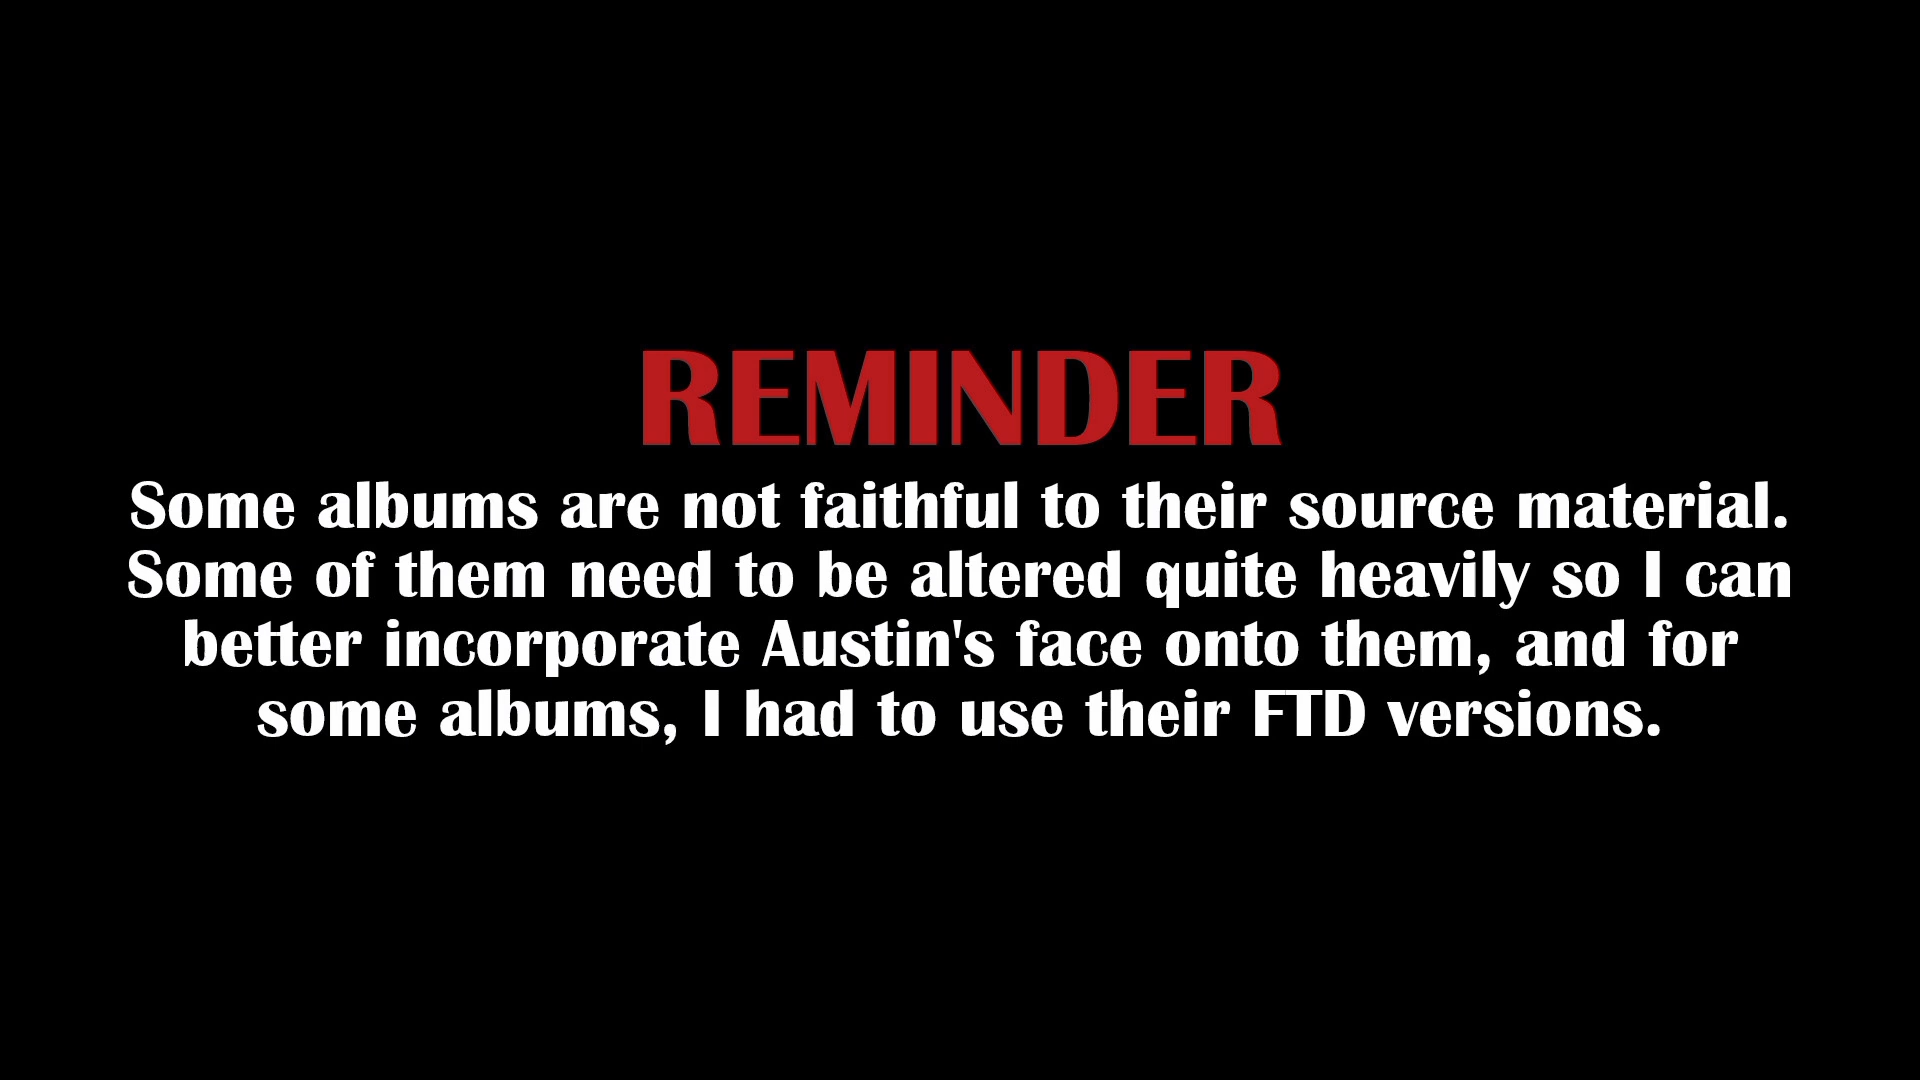 REMINDER
Some albums are not faithful to their source material.
Some of them need to be altered quite heavily so I can
better incorporate Austin's face onto them, and for
some albums, I had to use their FTD versions.